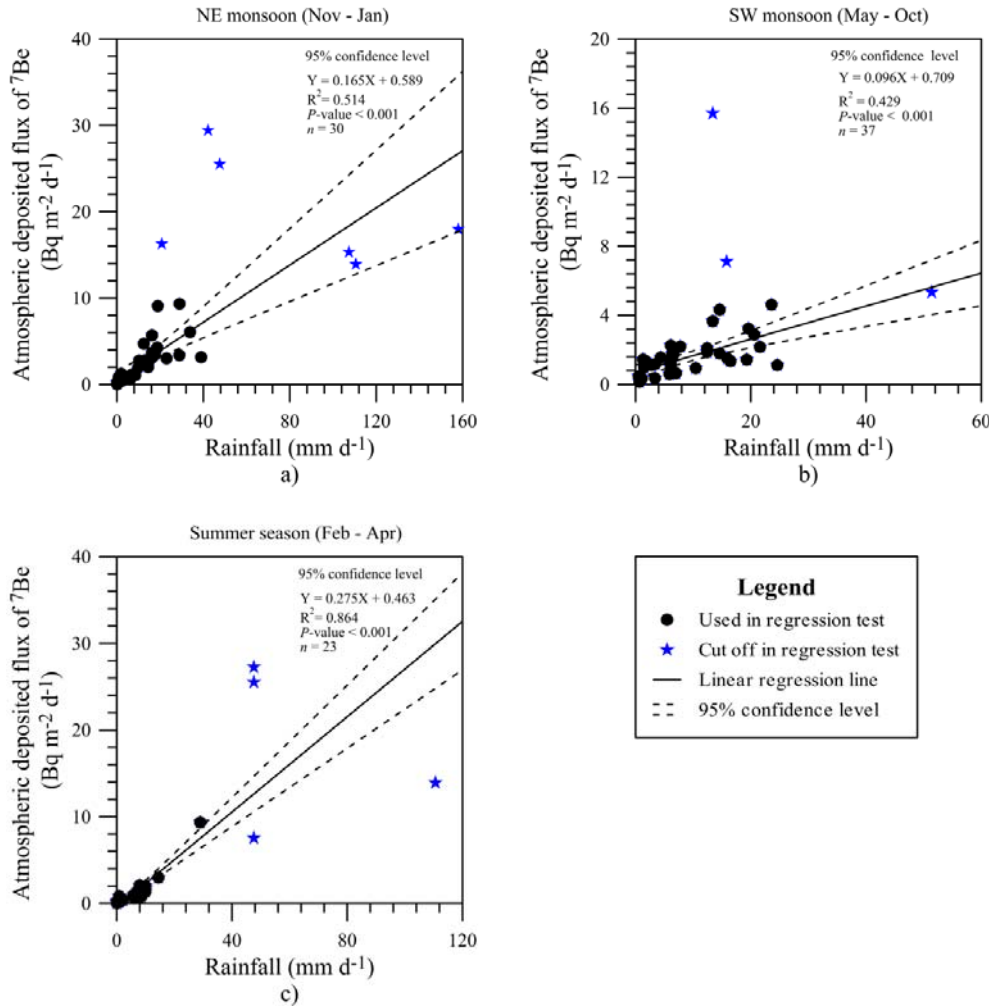 NE monsoon (Nov - Jan)
Atmospheric deposited flux of ⁷Be
(Bq m⁻² d⁻¹)
40
30
20
10
0
95% confidence level
Y = 0.165X + 0.589
R² = 0.514
P-value < 0.001
n = 30
0
40
80
120
160
Rainfall (mm d⁻¹)
a)
SW monsoon (May - Oct)
Atmospheric deposited flux of ⁷Be
(Bq m⁻² d⁻¹)
20
16
12
8
4
0
95% confidence level
Y = 0.096X + 0.709
R² = 0.429
P-value < 0.001
n = 37
0
20
40
60
Rainfall (mm d⁻¹)
b)
Summer season (Feb - Apr)
Atmospheric deposited flux of ⁷Be
(Bq m⁻² d⁻¹)
40
30
20
10
0
95% confidence level
Y = 0.275X + 0.463
R² = 0.864
P-value < 0.001
n = 23
0
40
80
120
Rainfall (mm d⁻¹)
c)
Legend
Used in regression test
Cut off in regression test
Linear regression line
95% confidence level